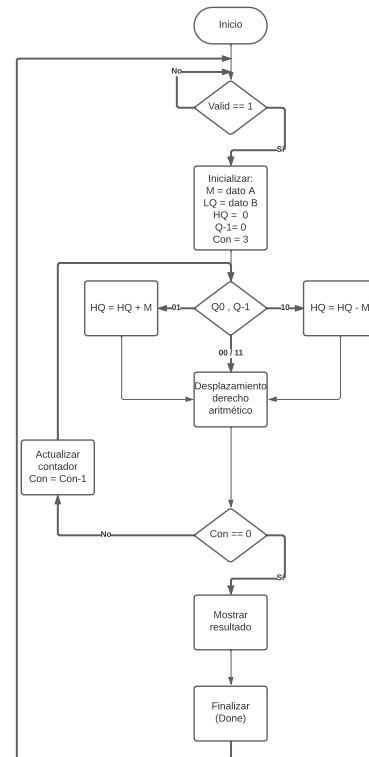 Inicio
No
Valid == 1
Sí
Inicializar:
M = dato A
LQ = dato B
HQ = 0
Q-1= 0
Con = 3
HQ = HQ + M
01
Q0 , Q-1
10
HQ = HQ - M
00 / 11
Desplazamiento
derecho
aritmético
Actualizar
contador
Con = Con-1
No
Con == 0
Sí
Mostrar
resultado
Finalizar
(Done)